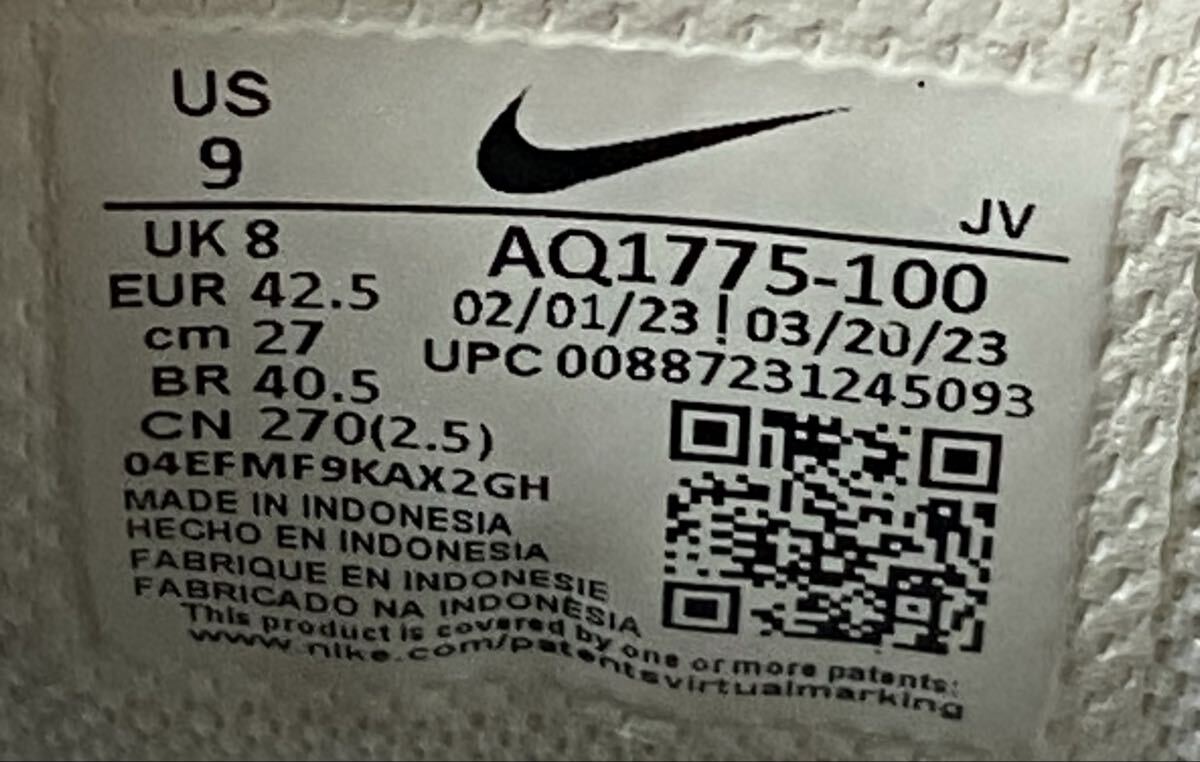 US
9
JV
UK 8
EUR 42.5
cm 27
BR 40.5
CN 270(2.5)
AQ1775-100
02/01/23 | 03/20/23
UPC 00887231245093
04EFMF9KAX2GH
MADE IN INDONESIA
HECHO EN INDONESIA
FABRIQUE EN INDONESIE
FABRICADO NA INDONÉSIA
This product is covered by one or more patents:
www.nike.com/patentsvirtualmarking